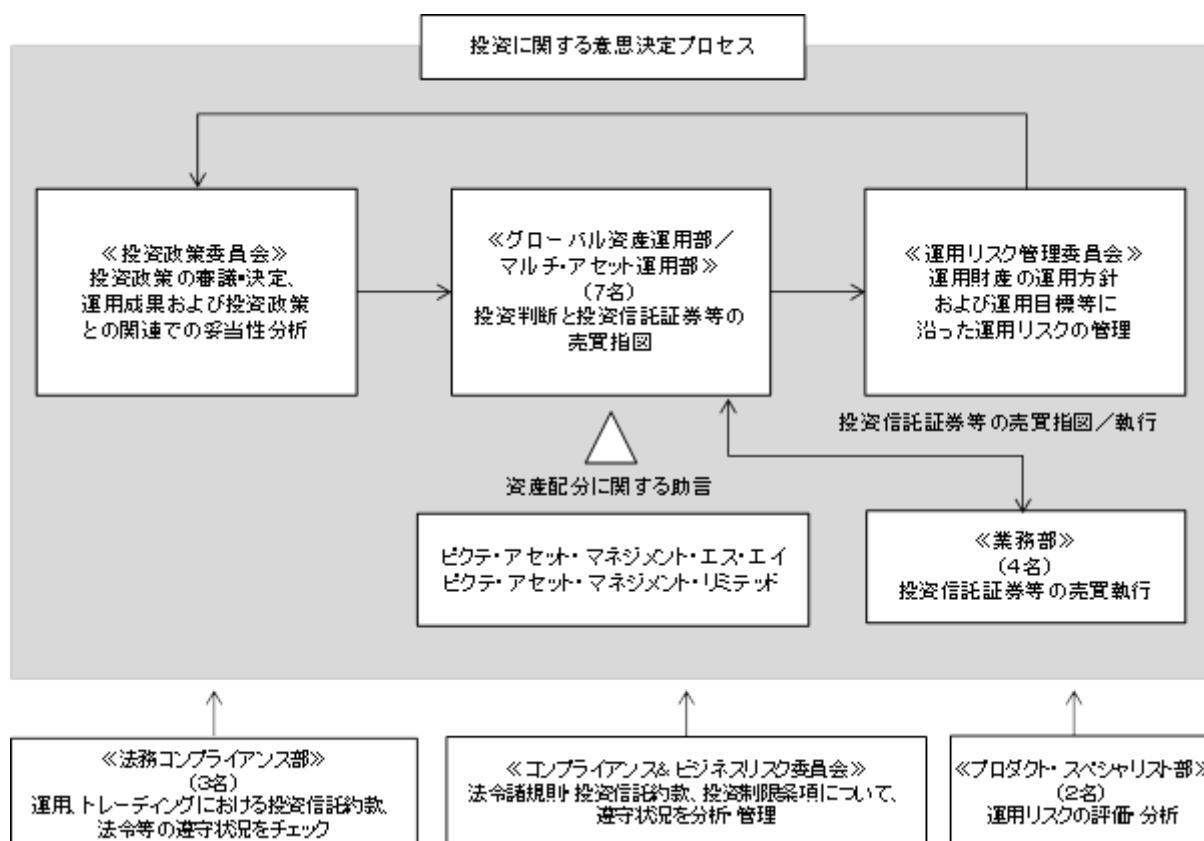 投資に関する意思決定プロセス
≪投資政策委員会≫
投資政策の審議・決定、
運用成果および投資政策
との関連での妥当性分析
≪グローバル資産運用部／
マルチ・アセット運用部≫
(7名)
投資判断と投資信託証券等の
売買指図
≪運用リスク管理委員会≫
運用財産の運用方針
および運用目標等に
沿った運用リスクの管理
投資信託証券等の売買指図／執行
資産配分に関する助言
ピクテ・アセット・マネジメント・エス・エイ
ピクテ・アセット・マネジメント・リミテッド
≪業務部≫
(4名)
投資信託証券等の売買執行
≪法務コンプライアンス部≫
(3名)
運用、トレーディングにおける投資信託約款、
法令等の遵守状況をチェック
≪コンプライアンス&ビジネスリスク委員会≫
法令諸規則・投資信託約款、投資制限条項について、
遵守状況を分析・管理
≪プロダクト・スペシャリスト部≫
(2名)
運用リスクの評価・分析